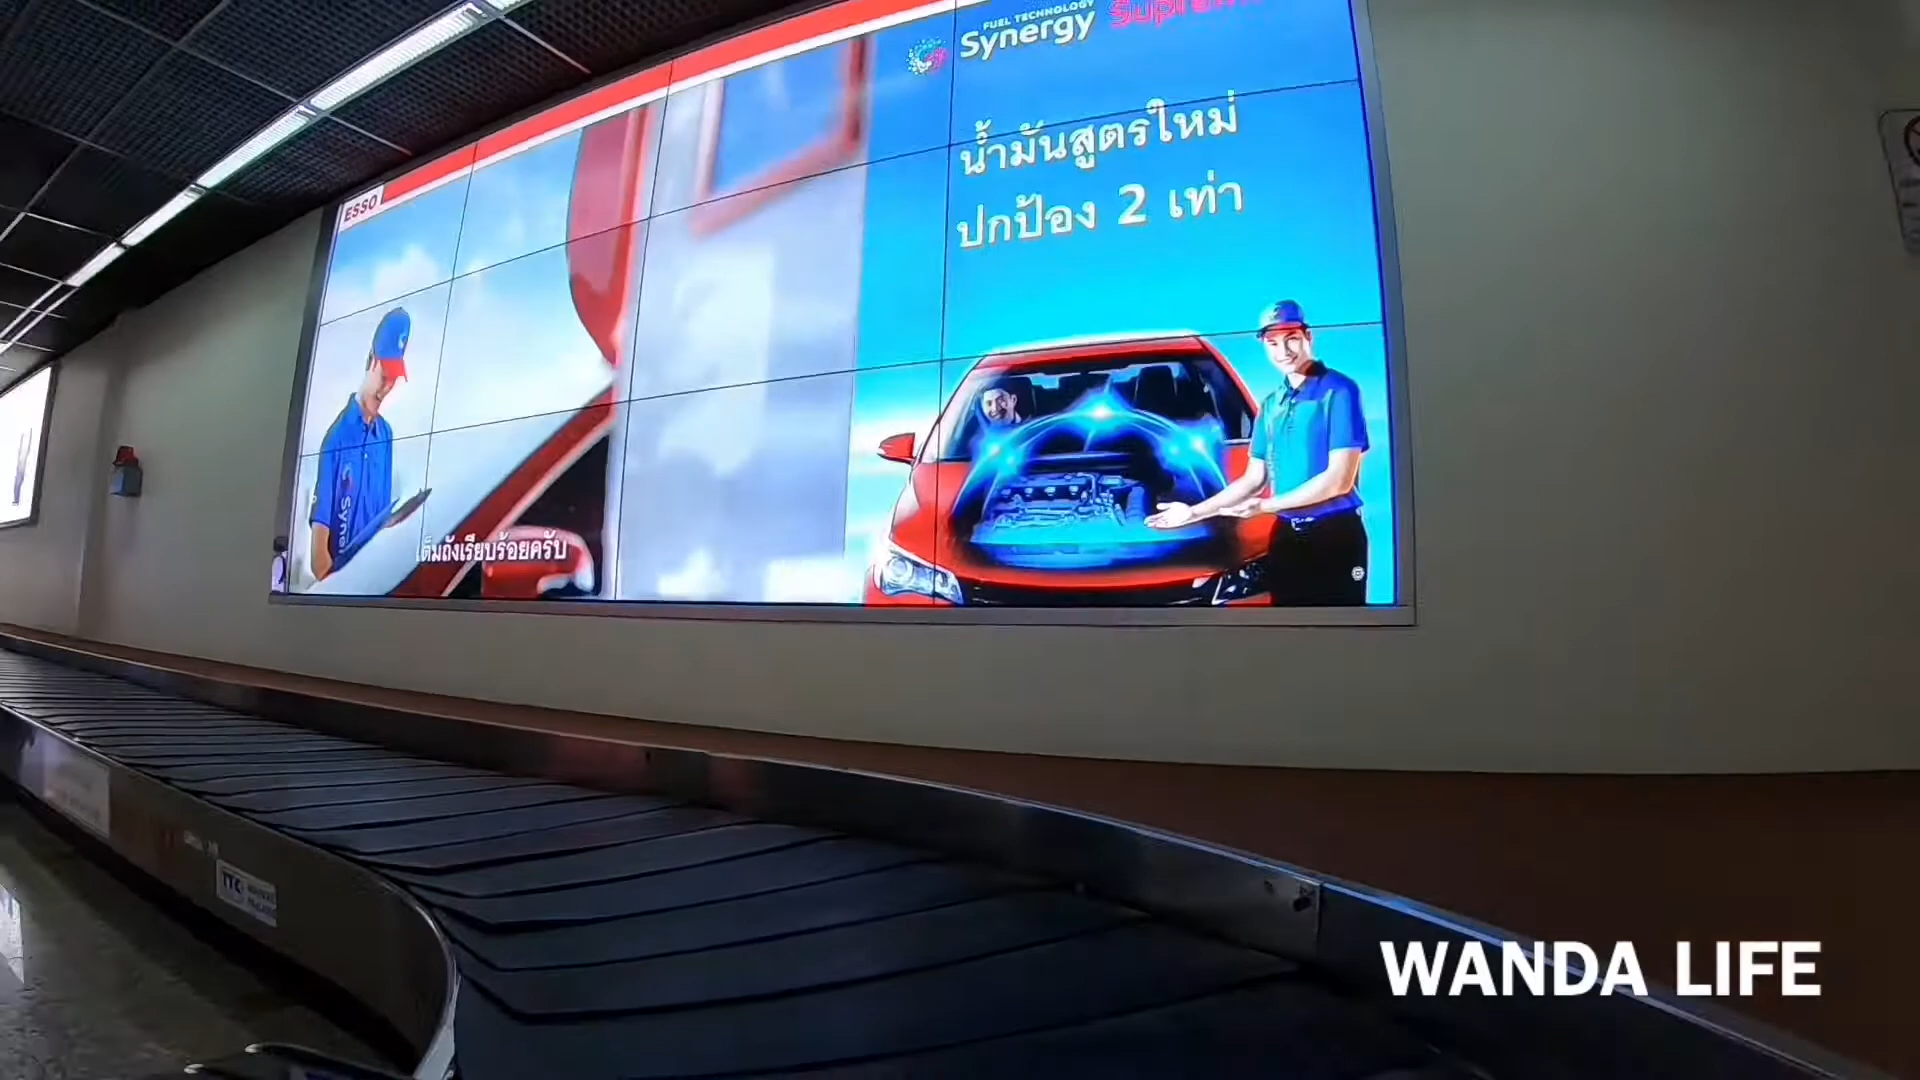 FUEL TECHNOLOGY
Synergy Supreme
น้ำมันสูตรใหม่
ปกป้อง 2 เท่า
ESSO
เต็มถังเรียบร้อยครับ
TTC
WANDA LIFE